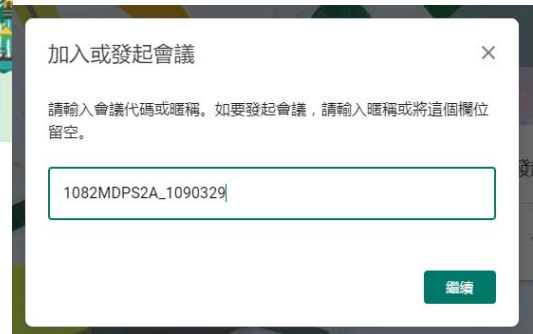 加入或發起會議
請輸入會議代碼或暱稱。如要發起會議,請輸入暱稱或將這個欄位
留空。
1082MDPS2A_1090329
繼續